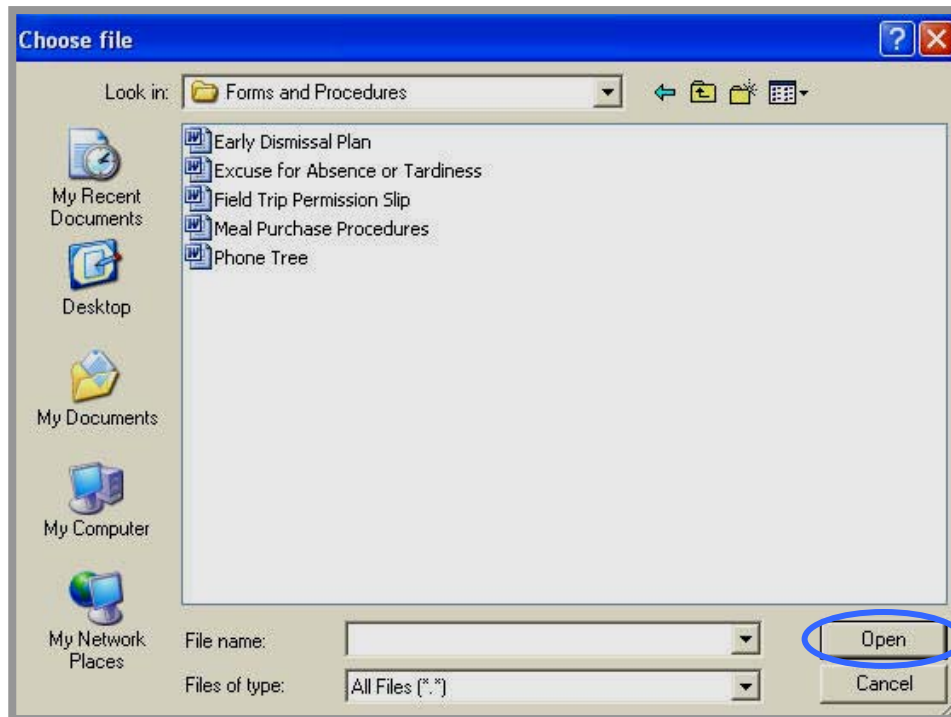 Choose file
Look in:
Forms and Procedures
My Recent
Documents
Desktop
My Documents
My Computer
My Network
Places
Early Dismissal Plan
Excuse for Absence or Tardiness
Field Trip Permission Slip
Meal Purchase Procedures
Phone Tree
File name:
Open
Files of type:
All Files (*.*)
Cancel